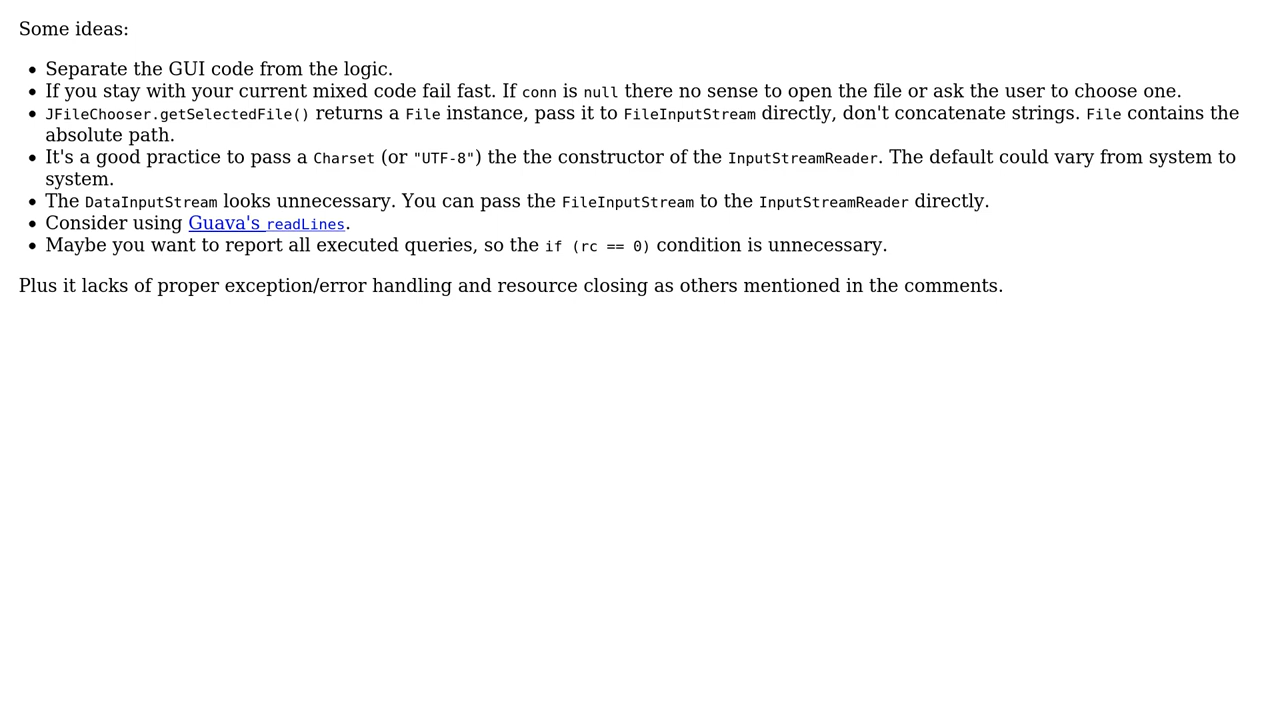 Some ideas:
• Separate the GUI code from the logic.
• If you stay with your current mixed code fail fast. If conn is null there no sense to open the file or ask the user to choose one.
• JFileChooser.getSelectedFile() returns a File instance, pass it to FileInputStream directly, don't concatenate strings. File contains the
absolute path.
• It's a good practice to pass a Charset (or "UTF-8") the the constructor of the InputStreamReader. The default could vary from system to
system.
• The DataInputStream looks unnecessary. You can pass the FileInputStream to the InputStreamReader directly.
• Consider using Guava's readLines.
• Maybe you want to report all executed queries, so the if (rc == 0) condition is unnecessary.
Plus it lacks of proper exception/error handling and resource closing as others mentioned in the comments.